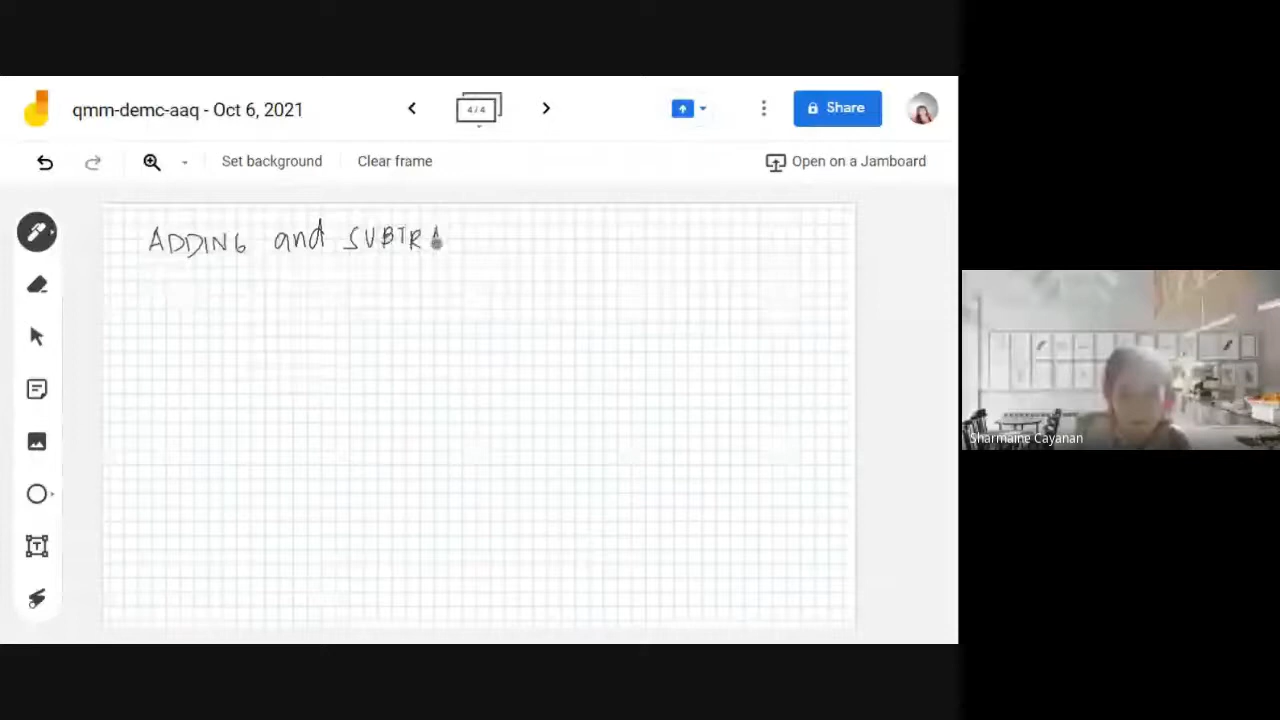 qmm-demc-aaq - Oct 6, 2021
4 / 4
Share
Set background
Clear frame
Open on a Jamboard
ADDING and SUBTRA
T
Sharmaine Cayanan